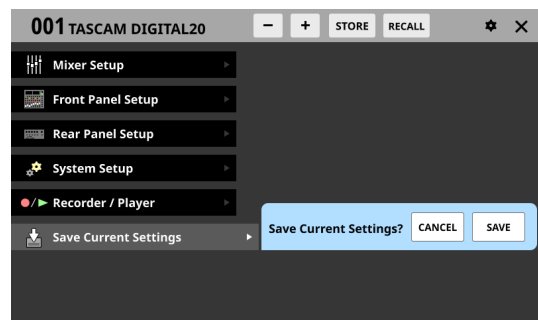 001 TASCAM DIGITAL20
− + STORE RECALL
Mixer Setup
Front Panel Setup
Rear Panel Setup
System Setup
Recorder / Player
Save Current Settings
Save Current Settings? CANCEL SAVE